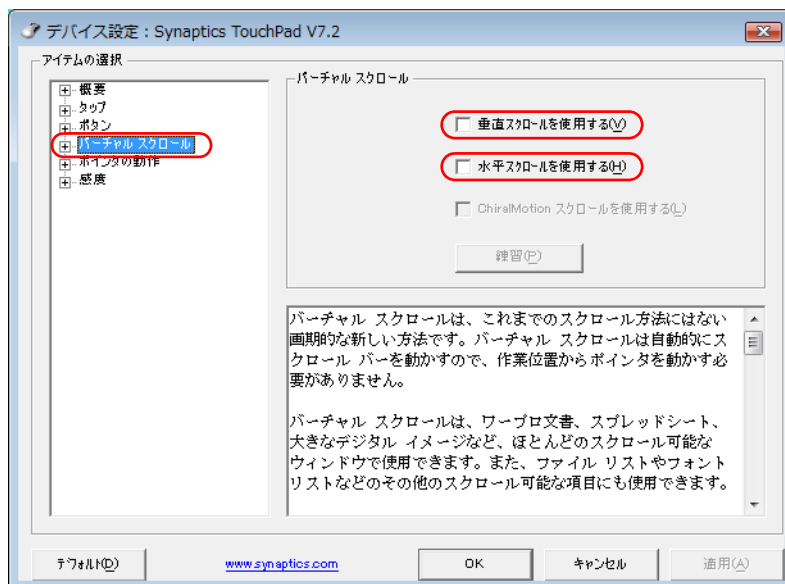 デバイス設定：Synaptics TouchPad V7.2
アイテムの選択
概要
タップ
ボタン
バーチャル スクロール
ポインタの動作
感度
バーチャル スクロール
垂直スクロールを使用する(V)
水平スクロールを使用する(H)
ChiralMotion スクロールを使用する(L)
練習(P)
バーチャル スクロールは、これまでのスクロール方法にはない
画期的な新しい方法です。バーチャル スクロールは自動的にス
クロール バーを動かすので、作業位置からポインタを動かす必
要がありません。
バーチャル スクロールは、ワープロ文書、スプレッドシート、
大きなデジタル イメージなど、ほとんどのスクロール可能な
ウィンドウで使用できます。また、ファイル リストやフォント
リストなどのその他のスクロール可能な項目にも使用できます。
デフォルト(D)
www.synaptics.com
OK
キャンセル
適用(A)